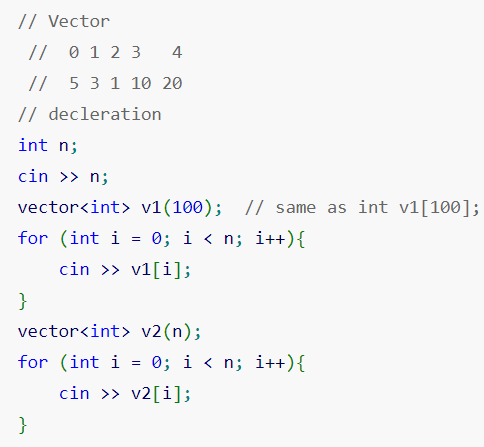 // Vector
//  0 1 2 3   4
//  5 3 1 10 20
// decleration
int n;
cin >> n;
vector<int> v1(100);  // same as int v1[100];
for (int i = 0; i < n; i++){
    cin >> v1[i];
}
vector<int> v2(n);
for (int i = 0; i < n; i++){
    cin >> v2[i];
}